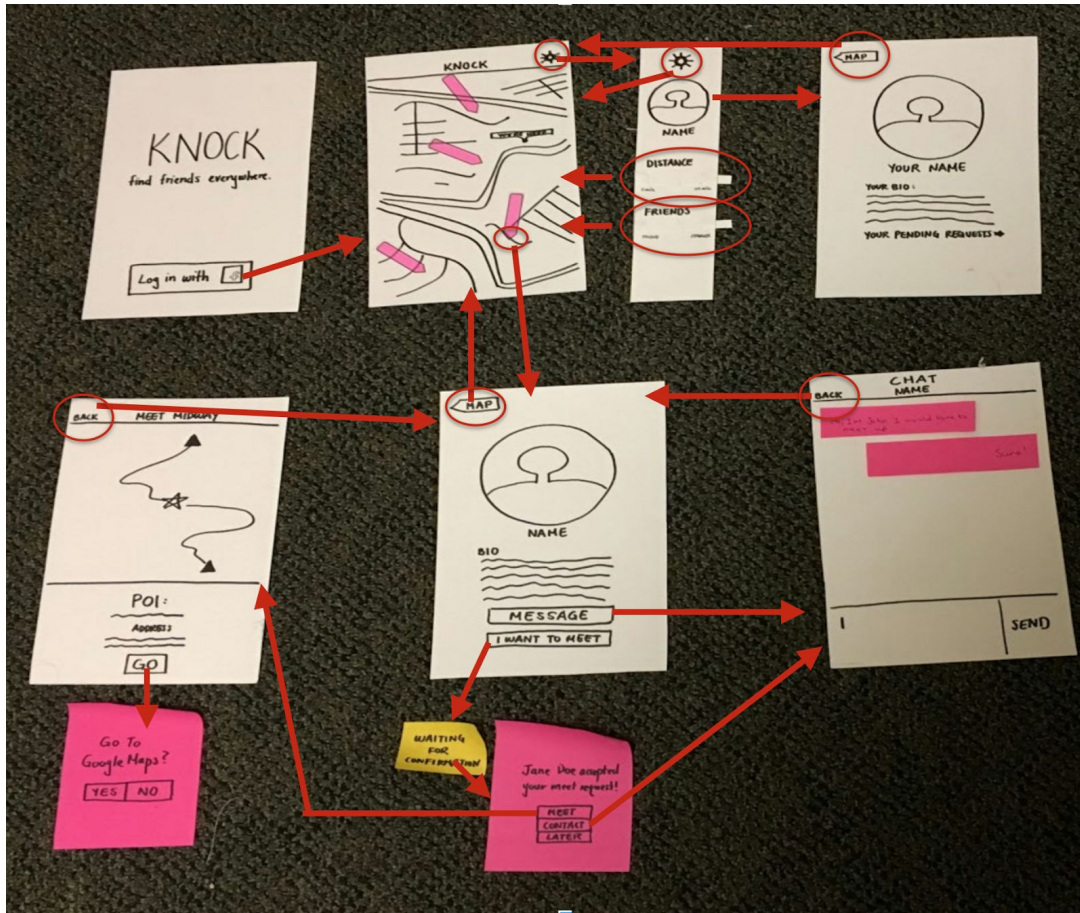 KNOCK
find friends everywhere.
Log in with
KNOCK
NAME
DISTANCE
FRIENDS
MAP
YOUR NAME
YOUR BIO:
YOUR PENDING REQUESTS
BACK
MEET MIDWAY
POI:
ADDRESS
GO
Go To
Google Maps?
YES NO
MAP
NAME
BIO
MESSAGE
I WANT TO MEET
WAITING
FOR
CONFIRMATION
Jane Doe accepted
your meet request!
MEET
CONTACT
LATER
CHAT
NAME
BACK
meet up
Sure!
SEND